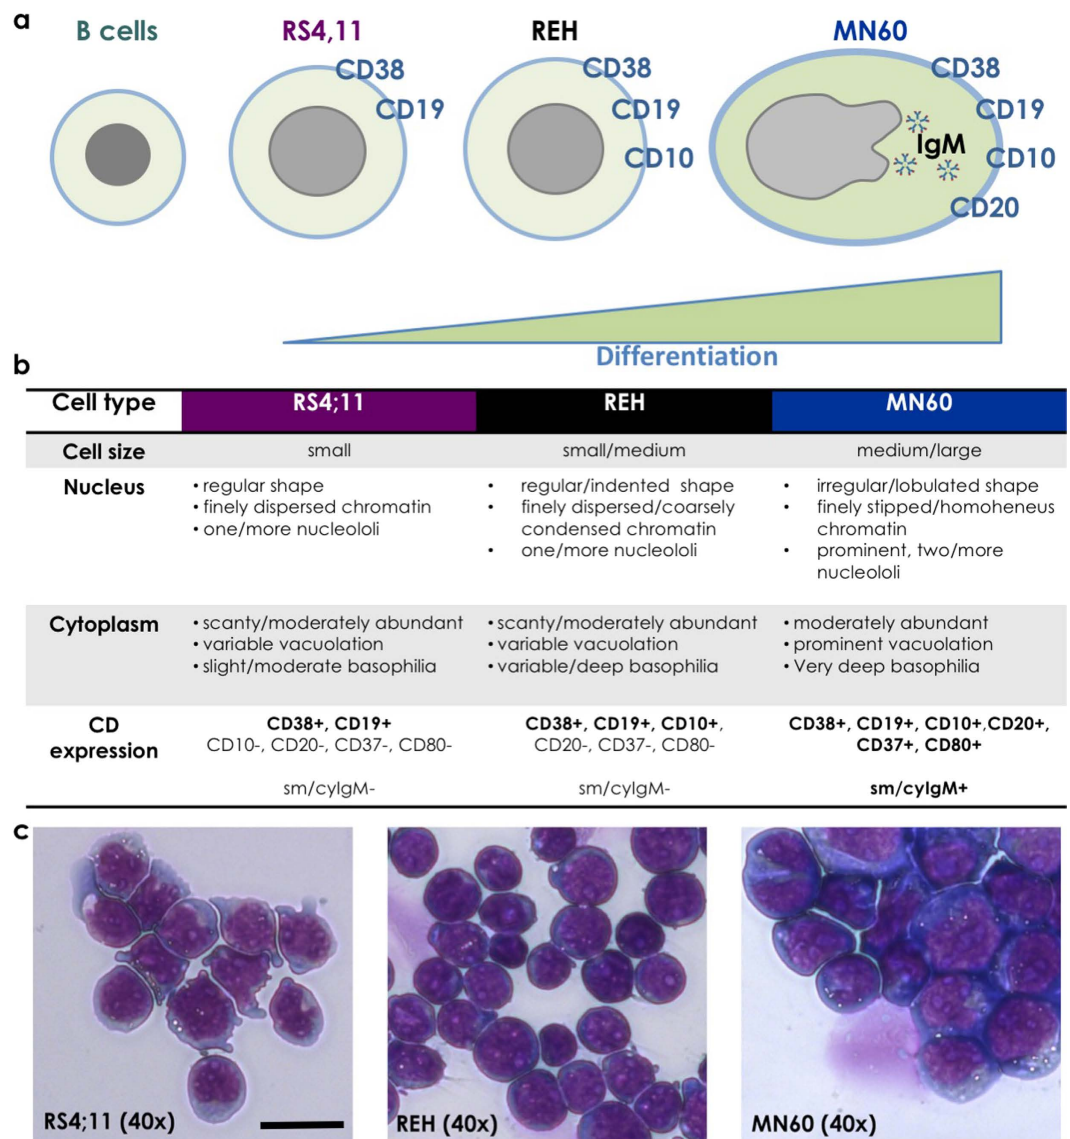 a
B cells RS4,11 REH MN60
CD38 CD38 CD38
CD19 CD19 CD19
IgM
CD10 CD10
CD20
Differentiation
b
Cell type RS4;11 REH MN60
Cell size small small/medium medium/large
Nucleus • regular shape • regular/indented shape • irregular/lobulated shape
• finely dispersed chromatin • finely dispersed/coarsely • finely stipped/homoheneus
• one/more nucleololi condensed chromatin chromatin
• one/more nucleololi • prominent, two/more
nucleololi
Cytoplasm • scanty/moderately abundant • scanty/moderately abundant • moderately abundant
• variable vacuolation • variable vacuolation • prominent vacuolation
• slight/moderate basophilia • variable/deep basophilia • Very deep basophilia
CD CD38+, CD19+ CD38+, CD19+, CD10+, CD38+, CD19+, CD10+,CD20+,
expression CD10-, CD20-, CD37-, CD80- CD20-, CD37-, CD80- CD37+, CD80+
sm/cyIgM- sm/cyIgM- sm/cyIgM+
c
RS4;11 (40x) REH (40x) MN60 (40x)